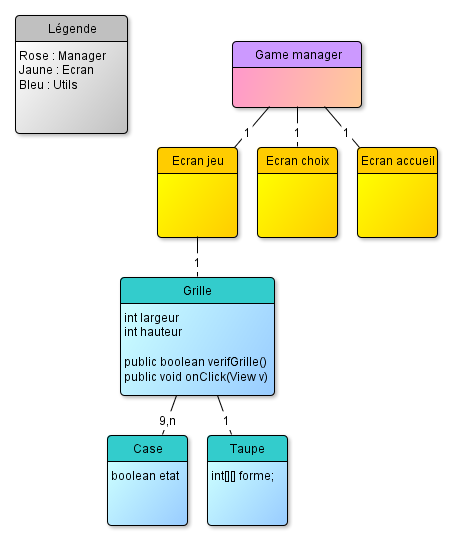 Légende
Rose : Manager
Jaune : Ecran
Bleu : Utils
Game manager
1
1
1
Ecran jeu
Ecran choix
Ecran accueil
1
Grille
int largeur
int hauteur
public boolean verifGrille()
public void onClick(View v)
9,n
1
Case
boolean etat
Taupe
int[][] forme;